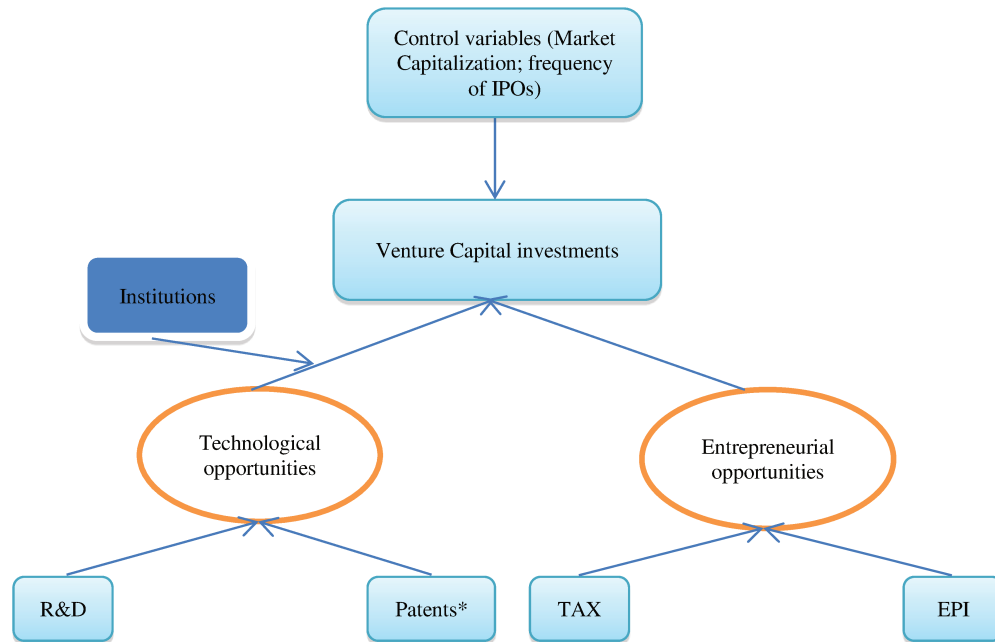 Control variables (Market
Capitalization; frequency
of IPOs)
Venture Capital investments
Institutions
Technological
opportunities
Entrepreneurial
opportunities
R&D
Patents*
TAX
EPI